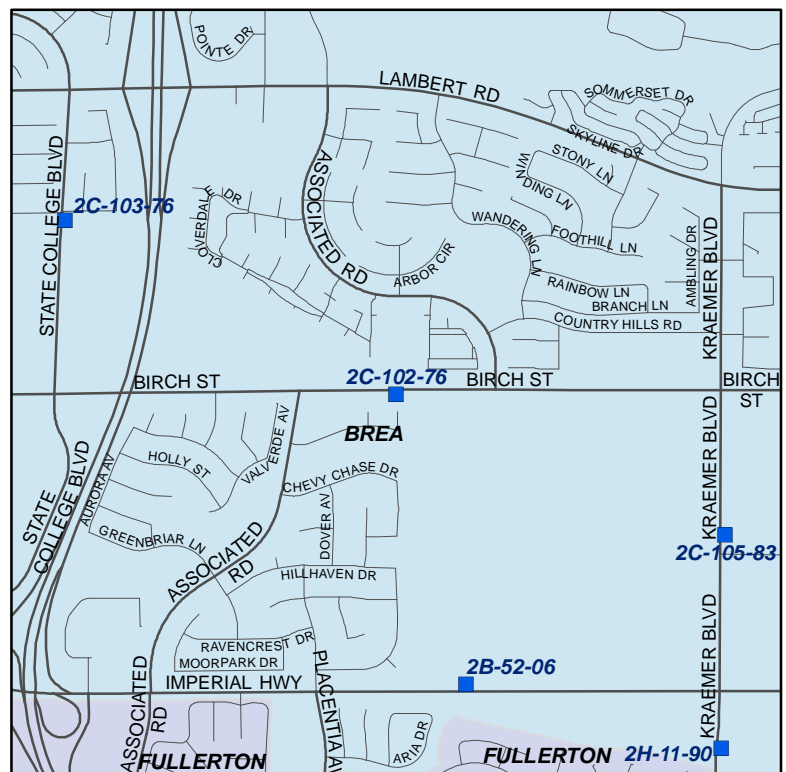 POINTE DR
LAMBERT RD
SOMMERSET DR
SKYLINE DR
STONY LN
WINDING LN
STATE COLLEGE BLVD
2C-103-76
ASSOCIATED RD
CLOVERDALE DR
WANDERING LN
FOOTHILL LN
AMBLING DR
KRAEMER BLVD
ARBOR CIR
RAINBOW LN
BRANCH LN
COUNTRY HILLS RD
BIRCH ST
2C-102-76
BIRCH ST
BIRCH
ST
BREA
VALVERDE AV
KRAEMER BLVD
HOLLY ST
AURORA AV
CHEVY CHASE DR
DOVER AV
STATE
COLLEGE BLVD
GREENBRIAR LN
ASSOCIATED
RD
2C-105-83
HILLHAVEN DR
KRAEMER BLVD
RAVENCREST DR
MOORPARK DR
2B-52-06
IMPERIAL HWY
ASSOCIATED
RD
PLACENTIA AV
ARIA DR
FULLERTON
FULLERTON
2H-11-90